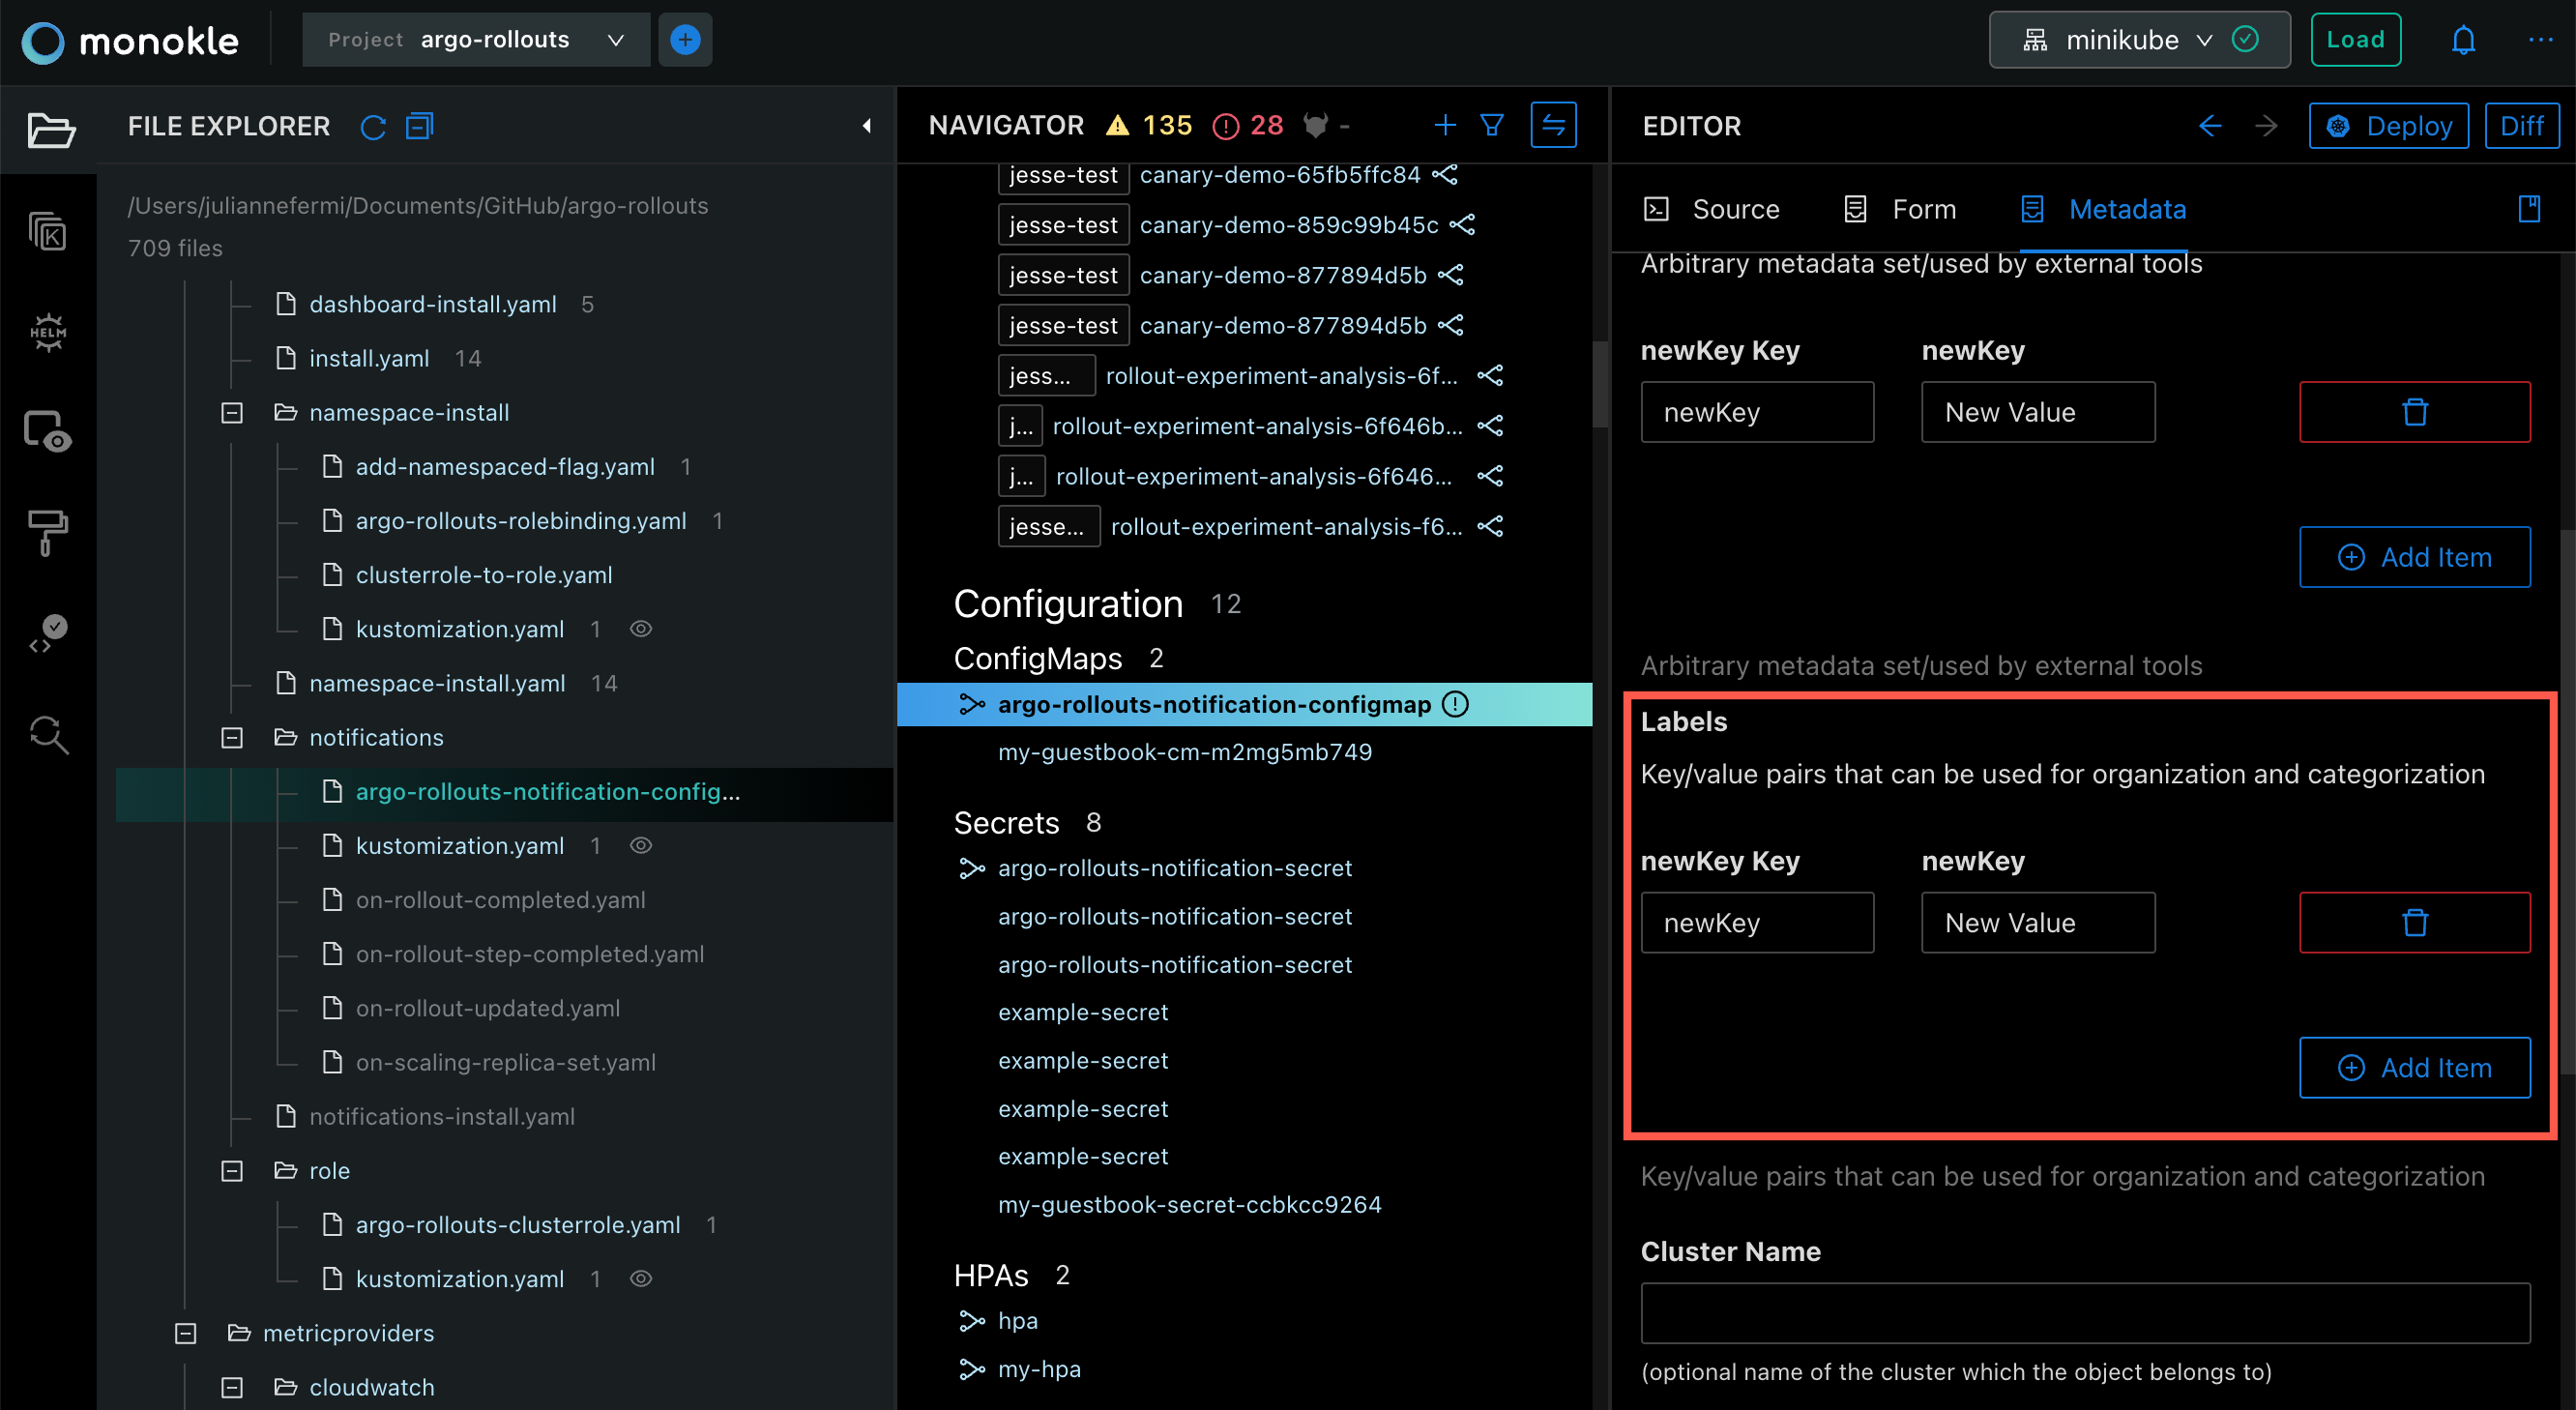 monokle
Project argo-rollouts
minikube
Load
FILE EXPLORER
/Users/juliannefermi/Documents/GitHub/argo-rollouts
709 files
dashboard-install.yaml 5
install.yaml 14
namespace-install
add-namespaced-flag.yaml 1
argo-rollouts-rolebinding.yaml 1
clusterrole-to-role.yaml
kustomization.yaml 1
namespace-install.yaml 14
notifications
argo-rollouts-notification-config...
kustomization.yaml 1
on-rollout-completed.yaml
on-rollout-step-completed.yaml
on-rollout-updated.yaml
on-scaling-replica-set.yaml
notifications-install.yaml
role
argo-rollouts-clusterrole.yaml 1
kustomization.yaml 1
metricproviders
cloudwatch
K
HELM
NAVIGATOR 135 28 -
jesse-test canary-demo-65fb5ffc84
jesse-test canary-demo-859c99b45c
jesse-test canary-demo-877894d5b
jesse-test canary-demo-877894d5b
jess... rollout-experiment-analysis-6f...
j... rollout-experiment-analysis-6f646b...
j... rollout-experiment-analysis-6f646...
jesse... rollout-experiment-analysis-f6...
Configuration 12
ConfigMaps 2
argo-rollouts-notification-configmap
my-guestbook-cm-m2mg5mb749
Secrets 8
argo-rollouts-notification-secret
argo-rollouts-notification-secret
argo-rollouts-notification-secret
example-secret
example-secret
example-secret
example-secret
my-guestbook-secret-ccbkcc9264
HPAs 2
hpa
my-hpa
EDITOR
Deploy Diff
Source Form Metadata
Arbitrary metadata set/used by external tools
newKey Key newKey
newKey New Value
Add Item
Arbitrary metadata set/used by external tools
Labels
Key/value pairs that can be used for organization and categorization
newKey Key newKey
newKey New Value
Add Item
Key/value pairs that can be used for organization and categorization
Cluster Name
(optional name of the cluster which the object belongs to)